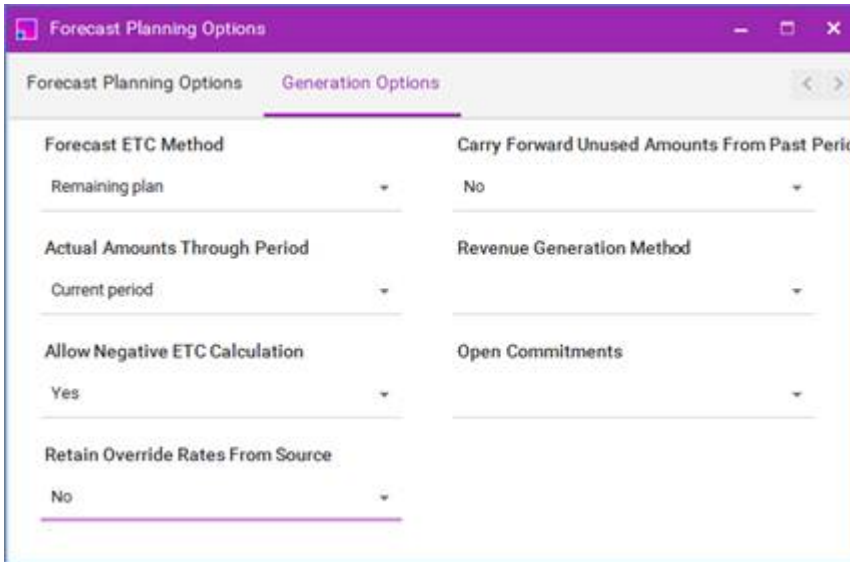 Forecast Planning Options
Forecast Planning Options Generation Options
Forecast ETC Method
Remaining plan
Carry Forward Unused Amounts From Past Peri
No
Actual Amounts Through Period
Current period
Revenue Generation Method
Allow Negative ETC Calculation
Yes
Open Commitments
Retain Override Rates From Source
No